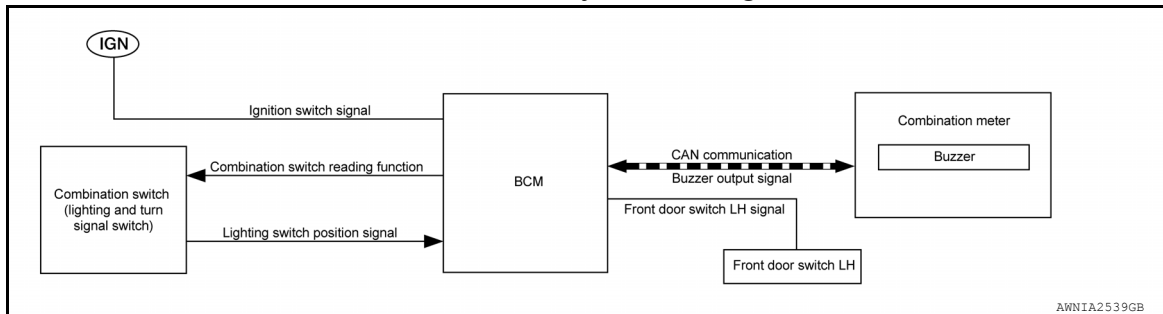 IGN
Ignition switch signal
Combination switch
(lighting and turn
signal switch)
Combination switch reading function
Lighting switch position signal
BCM
CAN communication
Buzzer output signal
Front door switch LH signal
Front door switch LH
Combination meter
Buzzer
AWNIA2539GB